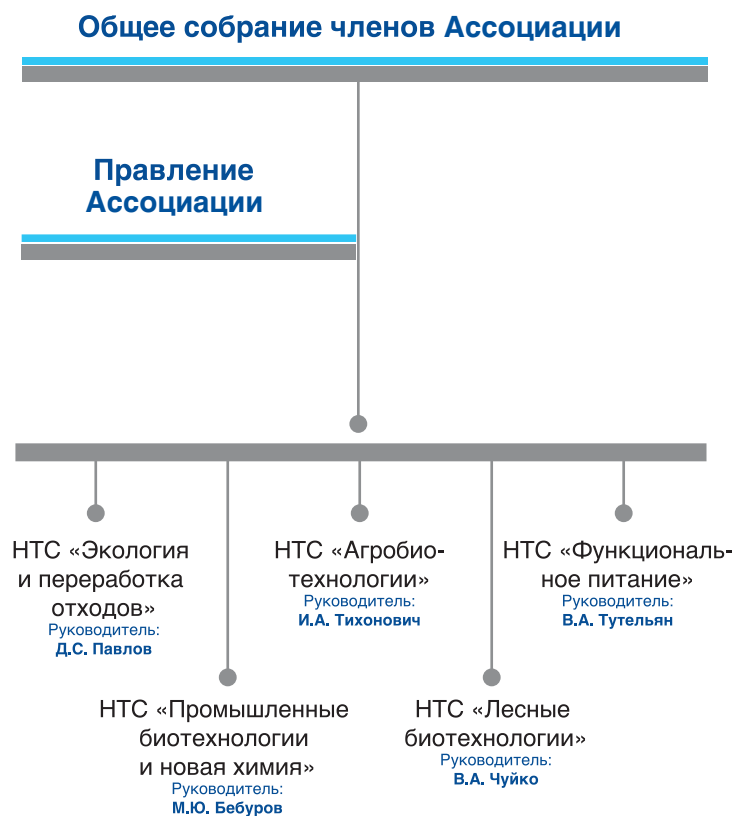 Общее собрание членов Ассоциации
Правление
Ассоциации
НТС «Экология
и переработка
отходов»
Руководитель:
Д.С. Павлов
НТС «Агробио-
технологии»
Руководитель:
И.А. Тихонович
НТС «Функциональ-
ное питание»
Руководитель:
В.А. Тутельян
НТС «Промышленные
биотехнологии
и новая химия»
Руководитель:
М.Ю. Бебуров
НТС «Лесные
биотехнологии»
Руководитель:
В.А. Чуйко